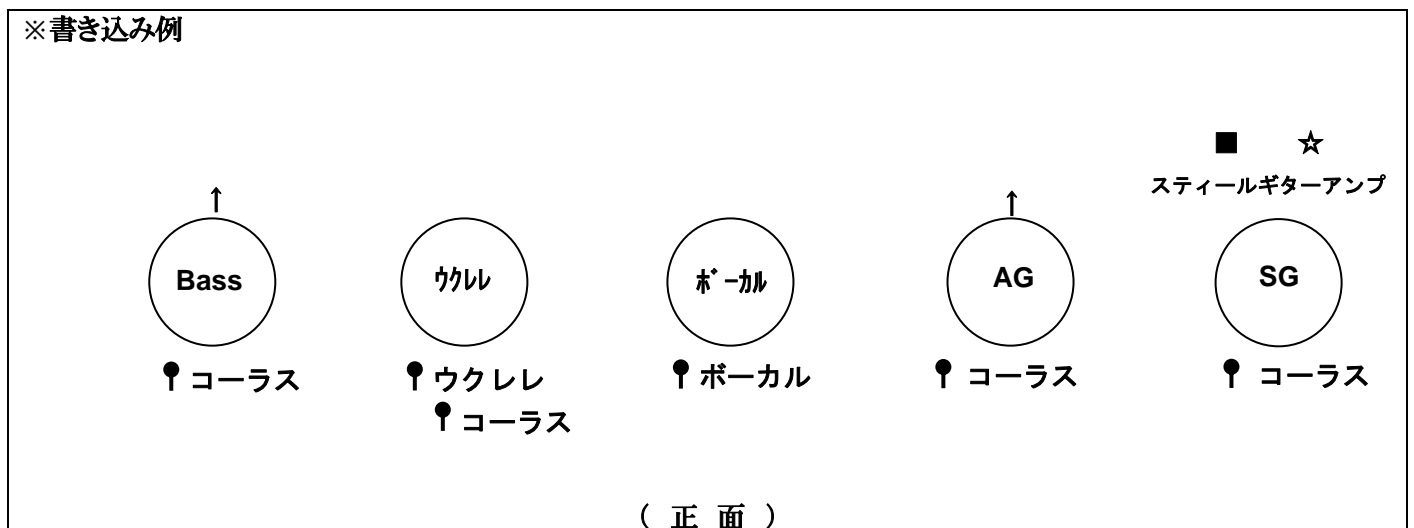 ※書き込み例
■ ☆
スティールギターアンプ
↑ ↑
Bass ｳｸﾚﾚ ﾎﾞｰｶﾙ AG SG
コーラス ウクレレ ボーカル コーラス コーラス
コーラス
( 正 面 )